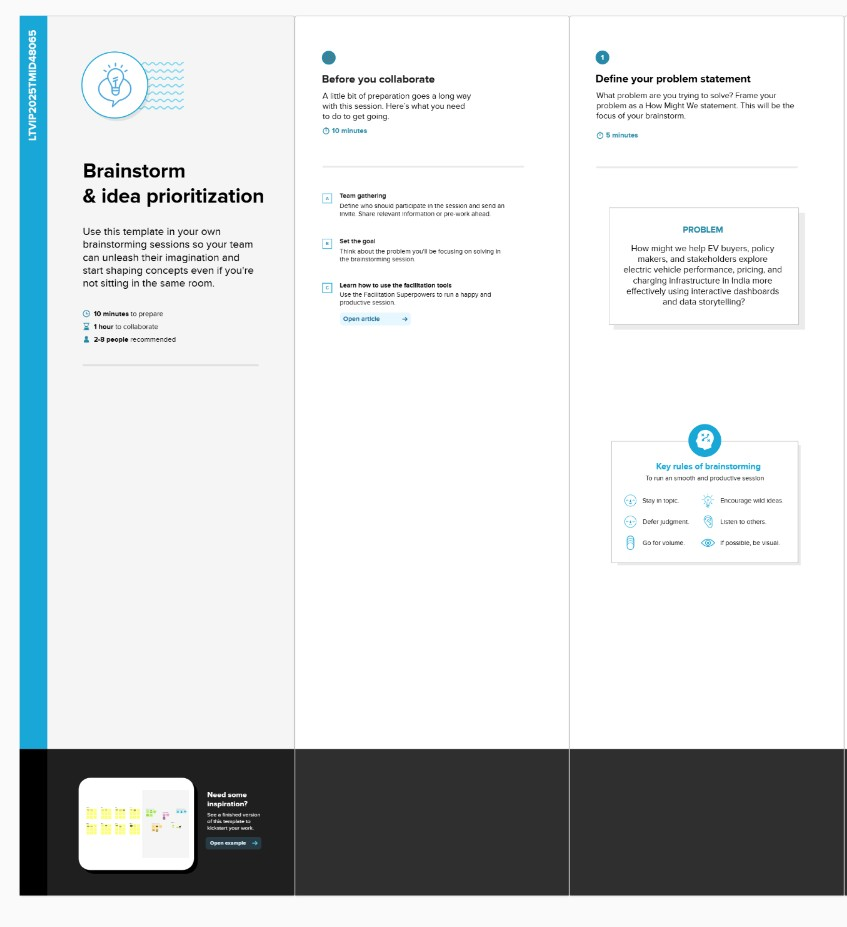 LTVIP2025TMID48065
Brainstorm
& idea prioritization
Use this template in your own
brainstorming sessions so your team
can unleash their imagination and
start shaping concepts even if you're
not sitting in the same room.
10 minutes to prepare
1 hour to collaborate
2-8 people recommended
Need some
inspiration?
See a finished version
of this template to
kickstart your work.
Open example
Before you collaborate
A little bit of preparation goes a long way
with this session. Here's what you need
to do to get going.
10 minutes
A
Team gathering
Define who should participate in the session and send an
invite. Share relevant information or pre-work ahead.
B
Set the goal
Think about the problem you'll be focusing on solving in
the brainstorming session.
C
Learn how to use the facilitation tools
Use the Facilitation Superpowers to run a happy and
productive session.
Open article
1
Define your problem statement
What problem are you trying to solve? Frame your
problem as a How Might We statement. This will be the
focus of your brainstorm.
5 minutes
PROBLEM
How might we help EV buyers, policy
makers, and stakeholders explore
electric vehicle performance, pricing, and
charging infrastructure in India more
effectively using interactive dashboards
and data storytelling?
Key rules of brainstorming
To run an smooth and productive session
Stay in topic.
Encourage wild ideas.
Defer judgment.
Listen to others.
Go for volume.
If possible, be visual.